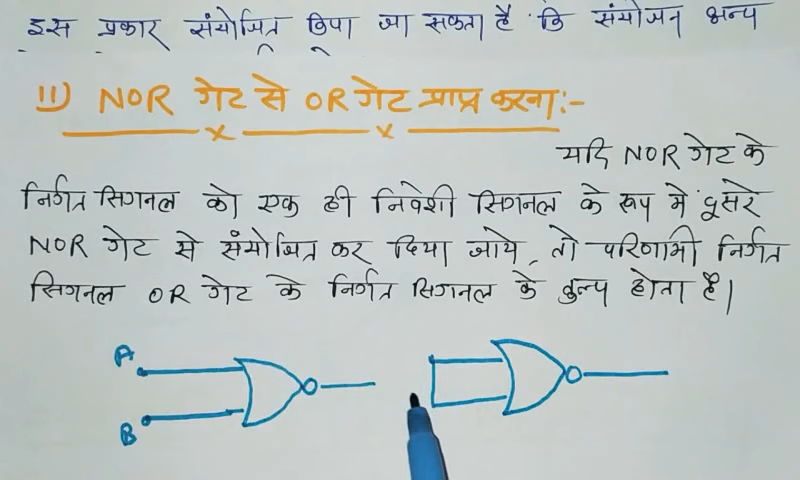 इस प्रकार संयोजित किया जा सकता है कि संयोजन अन्य
11) NOR गेट से OR गेट प्राप्त करना:-
यदि NOR गेट के
निर्गत सिगनल को एक ही निवेशी सिगनल के रूप में दूसरे
NOR गेट से संयोजित कर दिया जाये, तो परिणामी निर्गत
सिगनल OR गेट के निर्गत सिगनल के तुल्य होता है।
A
B